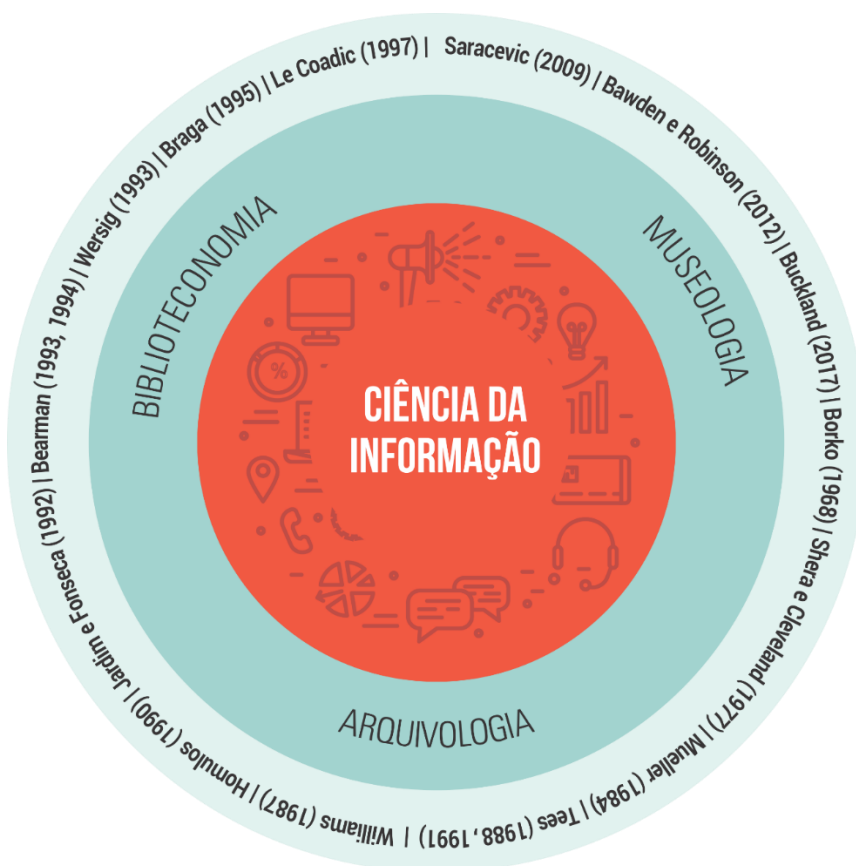 Saracevic (2009) | Bawden e Robinson (2012) | Buckland (2017) | Borko (1968) | Shera e Cleveland (1977) | Mueller (1984) | Tees (1988, 1991) | Williams (1987) | Homulos (1990) | Jardim e Fonseca (1992) | Bearman (1993, 1994) | Wersig (1993) | Braga (1995) | Le Coadic (1997) |
BIBLIOTECONOMIA
MUSEOLOGIA
ARQUIVOLOGIA
CIÊNCIA DA
INFORMAÇÃO
%